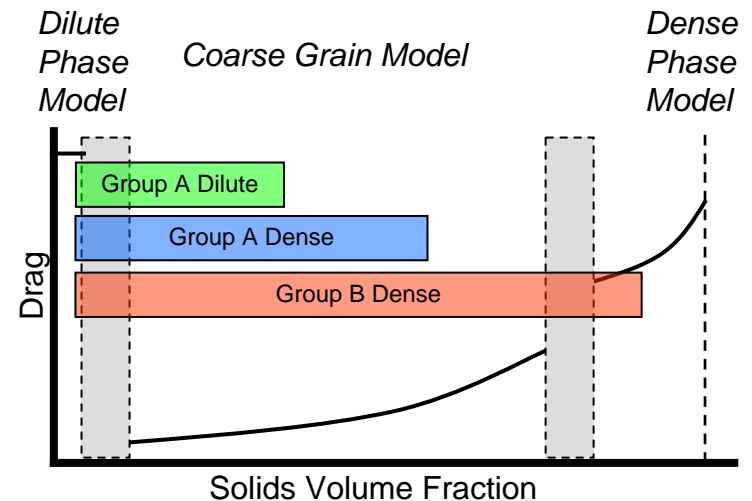 Dilute
Phase
Model
Coarse Grain Model
Dense
Phase
Model
Group A Dilute
Group A Dense
Group B Dense
Drag
Solids Volume Fraction